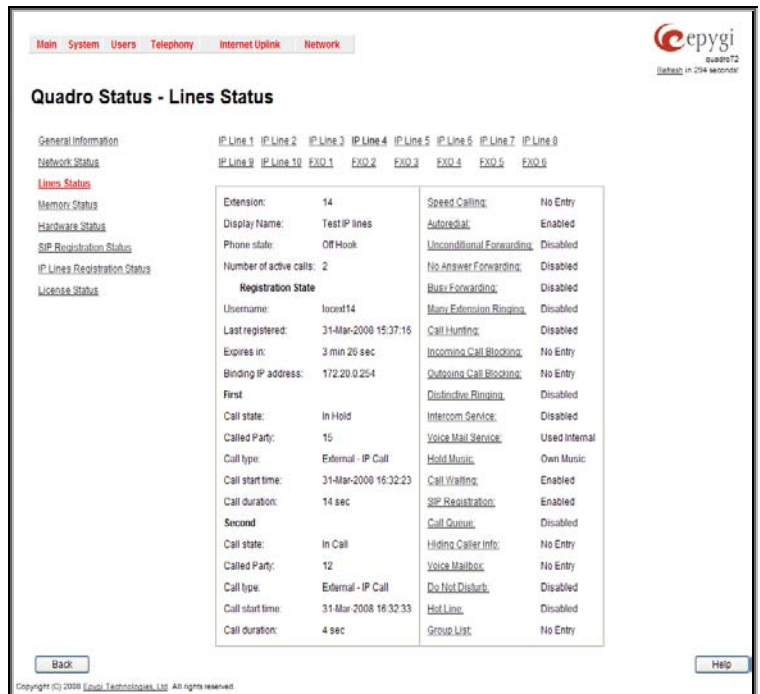 Main System Users Telephony Internet Uplink Network
epygi
quadro72
Refresh in 294 seconds!
Quadro Status - Lines Status
General Information
Network Status
Lines Status
Memory Status
Hardware Status
SIP Registration Status
IP Lines Registration Status
License Status
IP Line 1 IP Line 2 IP Line 3 IP Line 4 IP Line 5 IP Line 6 IP Line 7 IP Line 8
IP Line 9 IP Line 10 FXO 1 FXO 2 FXO 3 FXO 4 FXO 5 FXO 6
Extension: 14
Display Name: Test IP lines
Phone state: Off Hook
Number of active calls: 2
Registration State
Username: locext14
Last registered: 31-Mar-2008 15:37:16
Expires in: 3 min 26 sec
Binding IP address: 172.20.0.254
First
Call state: In Hold
Called Party: 15
Call type: External - IP Call
Call start time: 31-Mar-2008 16:32:23
Call duration: 14 sec
Second
Call state: In Call
Called Party: 12
Call type: External - IP Call
Call start time: 31-Mar-2008 16:32:33
Call duration: 4 sec
Speed Calling: No Entry
Autoredial: Enabled
Unconditional Forwarding: Disabled
No Answer Forwarding: Disabled
Busy Forwarding: Disabled
Many Extension Ringing: Disabled
Call Hunting: Disabled
Incoming Call Blocking: No Entry
Outgoing Call Blocking: No Entry
Distinctive Ringing: Disabled
Intercom Service: Disabled
Voice Mail Service: Used Internal
Hold Music: Own Music
Call Waiting: Enabled
SIP Registration: Enabled
Call Queue: Disabled
Hiding Caller Info: No Entry
Voice Mailbox: No Entry
Do Not Disturb: Disabled
Hot Line: Disabled
Group List: No Entry
Back
Help
Copyright (C) 2008 Epygi Technologies, Ltd. All rights reserved.